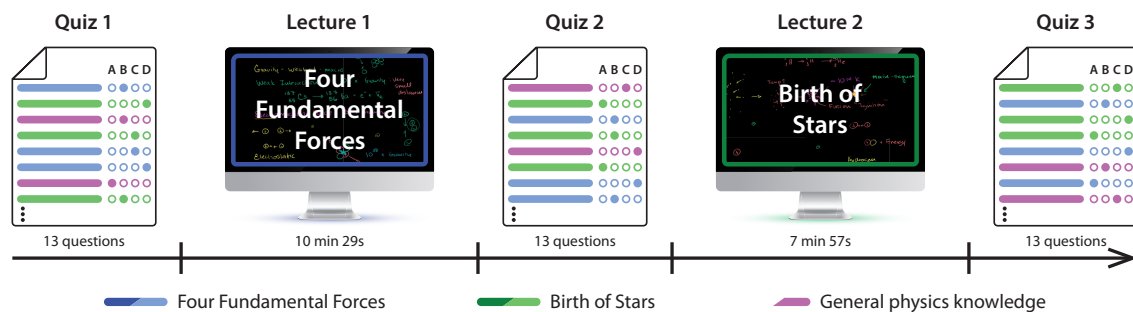 Quiz 1
Lecture 1
Quiz 2
Lecture 2
Quiz 3
A B C D
Four
Fundamental
Forces
A B C D
Birth of
Stars
A B C D
13 questions
10 min 29s
13 questions
7 min 57s
13 questions
Four Fundamental Forces
Birth of Stars
General physics knowledge